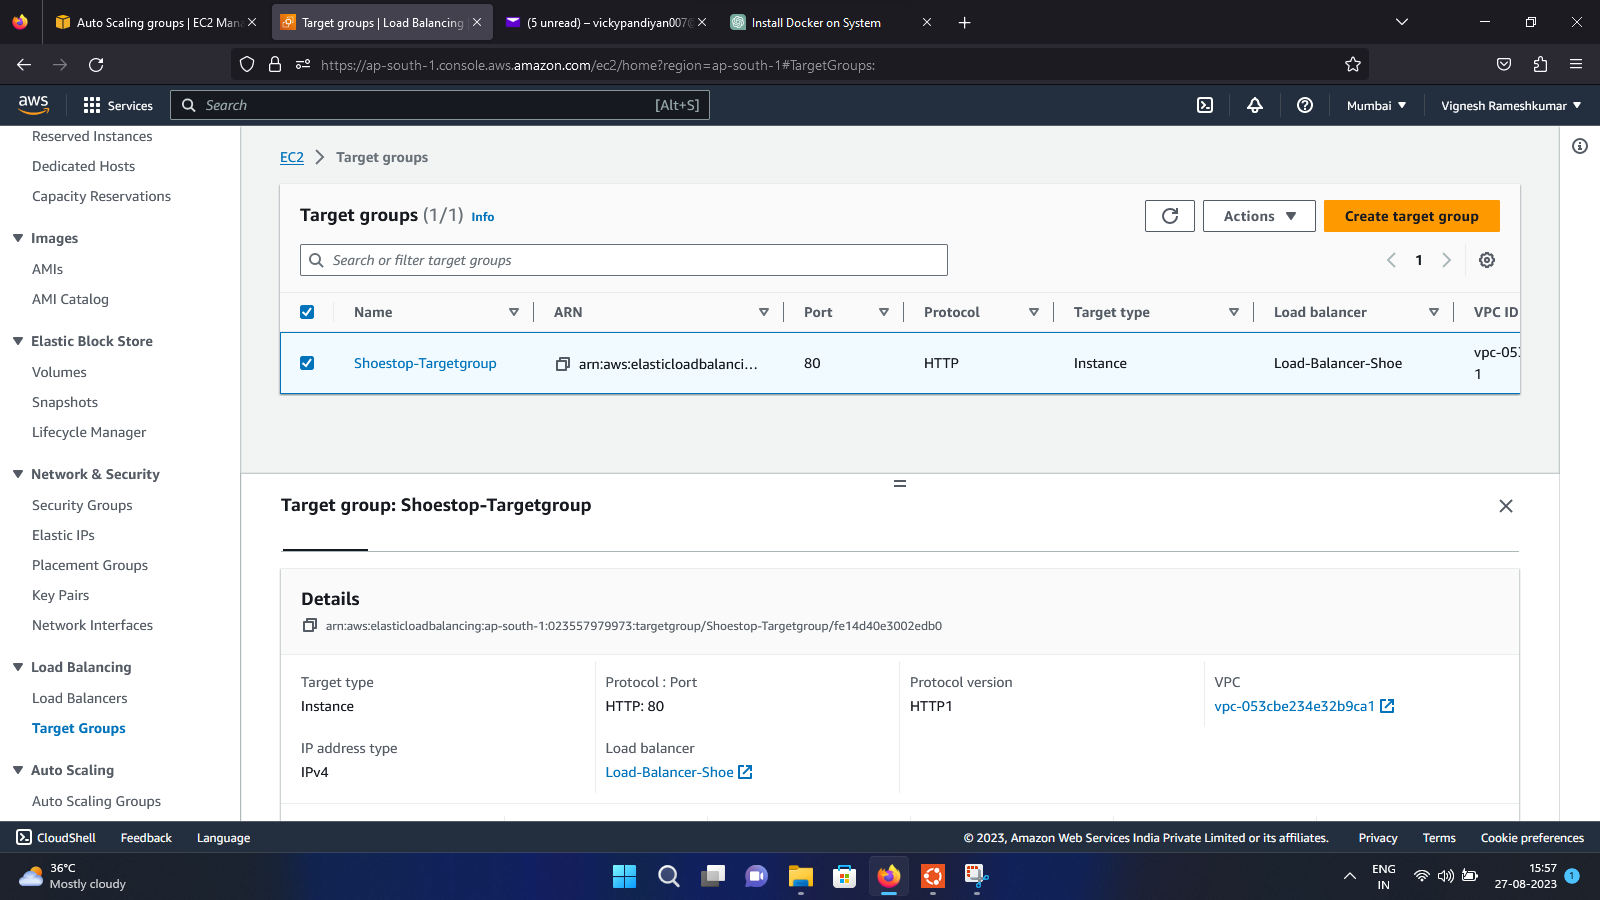 Auto Scaling groups | EC2 Man
Target groups | Load Balancing
(5 unread) – vickypandiyan007@
Install Docker on System
https://ap-south-1.console.aws.amazon.com/ec2/home?region=ap-south-1#TargetGroups:
aws
Services
Search
[Alt+S]
Mumbai
Vignesh Rameshkumar
Reserved Instances
Dedicated Hosts
Capacity Reservations
Images
AMIs
AMI Catalog
Elastic Block Store
Volumes
Snapshots
Lifecycle Manager
Network & Security
Security Groups
Elastic IPs
Placement Groups
Key Pairs
Network Interfaces
Load Balancing
Load Balancers
Target Groups
Auto Scaling
Auto Scaling Groups
EC2 > Target groups
Target groups (1/1) Info
Actions
Create target group
Search or filter target groups
1
Name ARN Port Protocol Target type Load balancer VPC ID
Shoestop-Targetgroup arn:aws:elasticloadbalanci... 80 HTTP Instance Load-Balancer-Shoe vpc-053
1
Target group: Shoestop-Targetgroup
Details
arn:aws:elasticloadbalancing:ap-south-1:023557979973:targetgroup/Shoestop-Targetgroup/fe14d40e3002edb0
Target type
Instance
Protocol : Port
HTTP: 80
Protocol version
HTTP1
VPC
vpc-053cbe234e32b9ca1
IP address type
IPv4
Load balancer
Load-Balancer-Shoe
CloudShell Feedback Language
© 2023, Amazon Web Services India Private Limited or its affiliates. Privacy Terms Cookie preferences
36°C
Mostly cloudy
ENG
IN
15:57
27-08-2023
1